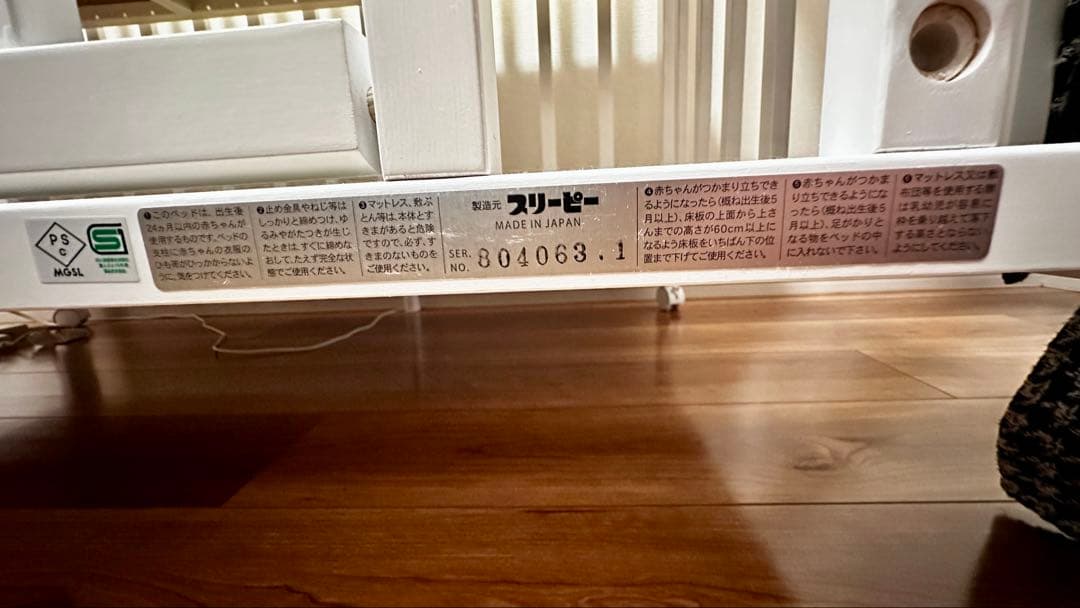 PS
C
MGSL
S
❶このベッドは、出生後
24ヵ月以内の赤ちゃんが
使用するものです。ベッドの
支柱に赤ちゃんの衣服の
ひも等がひっかからないよ
うに、気をつけてください。
❷止め金具やねじ等は
しっかりと締めつけ、ゆ
るみやがたつきが生じ
たときは、すぐに締めな
おして、たえず完全な状
態でご使用ください。
❸マットレス、敷ぶ
とん等は、本体とす
きまがあると危険
ですので、必ず、す
きまのないものを
ご使用ください。
製造元 スリーピー
MADE IN JAPAN
SER.
NO. 804063.1
❹赤ちゃんがつかまり立ちでき
るようになったら(概ね出生後5
月以上)、床板の上面から上さ
んまでの高さが60cm以上に
なるよう床板をいちばん下の位
置まで下げてご使用ください。
❺赤ちゃんがつかま
り立ちできるようにな
ったら(概ね出生後5
月以上)、足がかりと
なる物をベッドの中
に入れないで下さい。
❻マットレス又は敷
布団等を使用する際
は乳幼児が容易に
枠を乗り越えて落下
する高さとならない
ようにしてください。